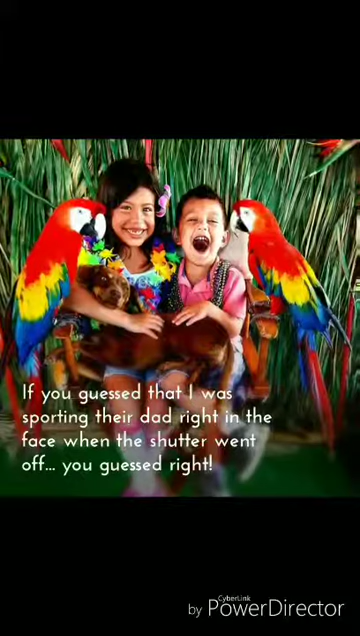 If you guessed that I was
sporting their dad right in the
face when the shutter went
off... you guessed right!
CyberLink
by PowerDirector